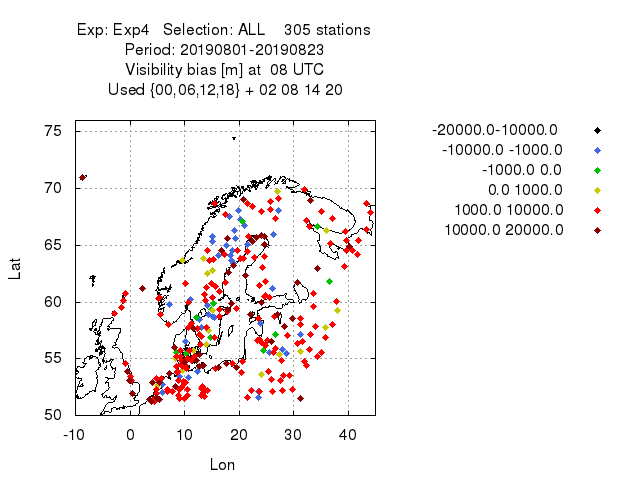 Exp: Exp4 Selection: ALL 305 stations
Period: 20190801-20190823
Visibility bias [m] at 08 UTC
Used {00,06,12,18} + 02 08 14 20
-20000.0-10000.0
-10000.0 -1000.0
-1000.0 0.0
0.0 1000.0
1000.0 10000.0
10000.0 20000.0
Lat
75
70
65
60
55
50
-10 0 10 20 30 40
Lon